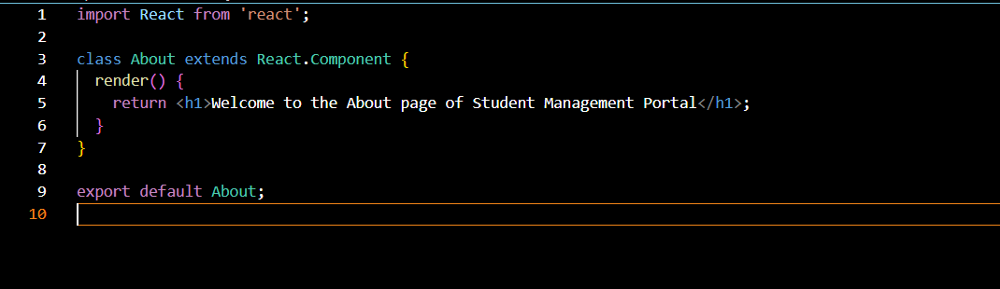 1 import React from 'react';
2
3 class About extends React.Component {
4   render() {
5     return <h1>Welcome to the About page of Student Management Portal</h1>;
6   }
7 }
8
9 export default About;
10